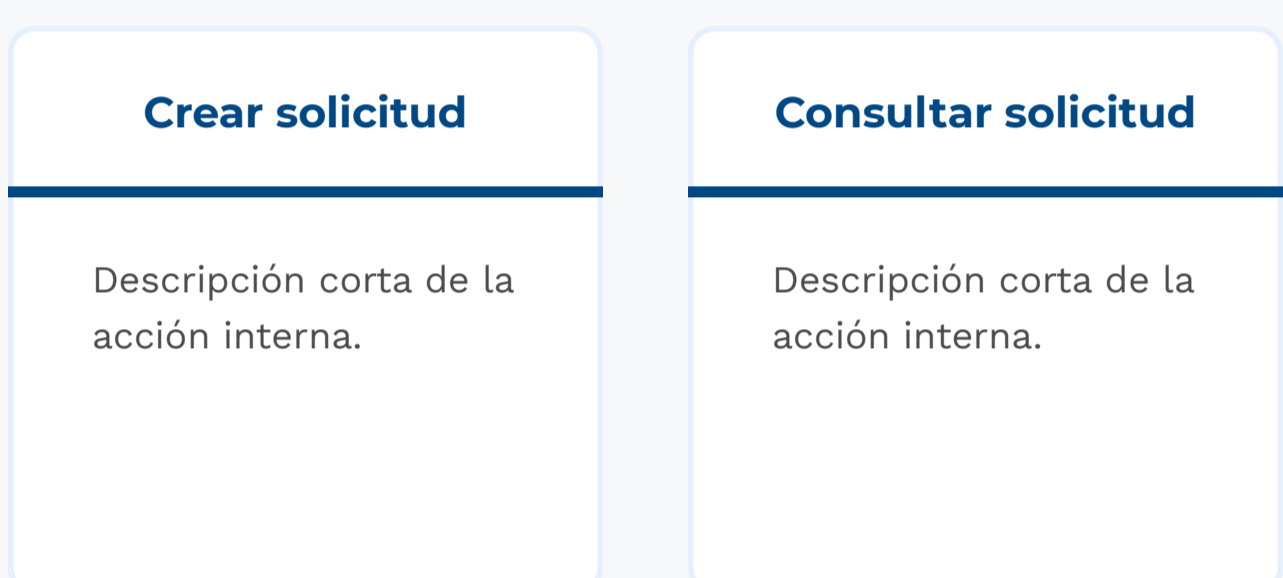 Crear solicitud
Descripción corta de la
acción interna.
Consultar solicitud
Descripción corta de la
acción interna.